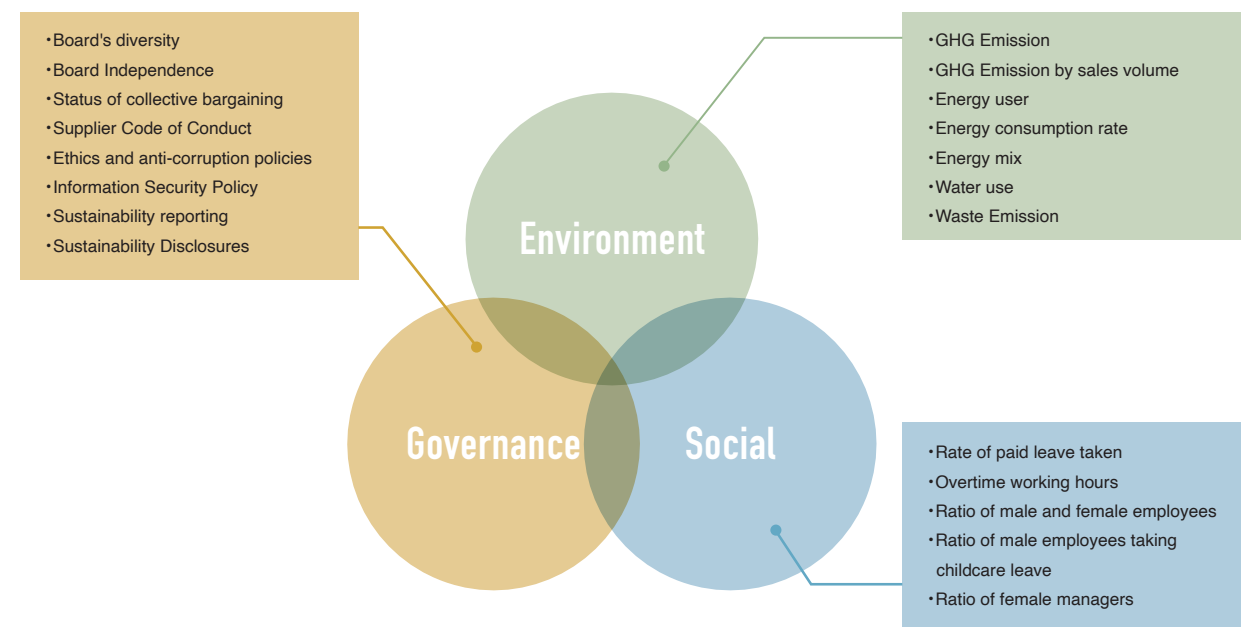 ・Board's diversity
・Board Independence
・Status of collective bargaining
・Supplier Code of Conduct
・Ethics and anti-corruption policies
・Information Security Policy
・Sustainability reporting
・Sustainability Disclosures
・GHG Emission
・GHG Emission by sales volume
・Energy user
・Energy consumption rate
・Energy mix
・Water use
・Waste Emission
Environment
Governance
Social
・Rate of paid leave taken
・Overtime working hours
・Ratio of male and female employees
・Ratio of male employees taking
childcare leave
・Ratio of female managers